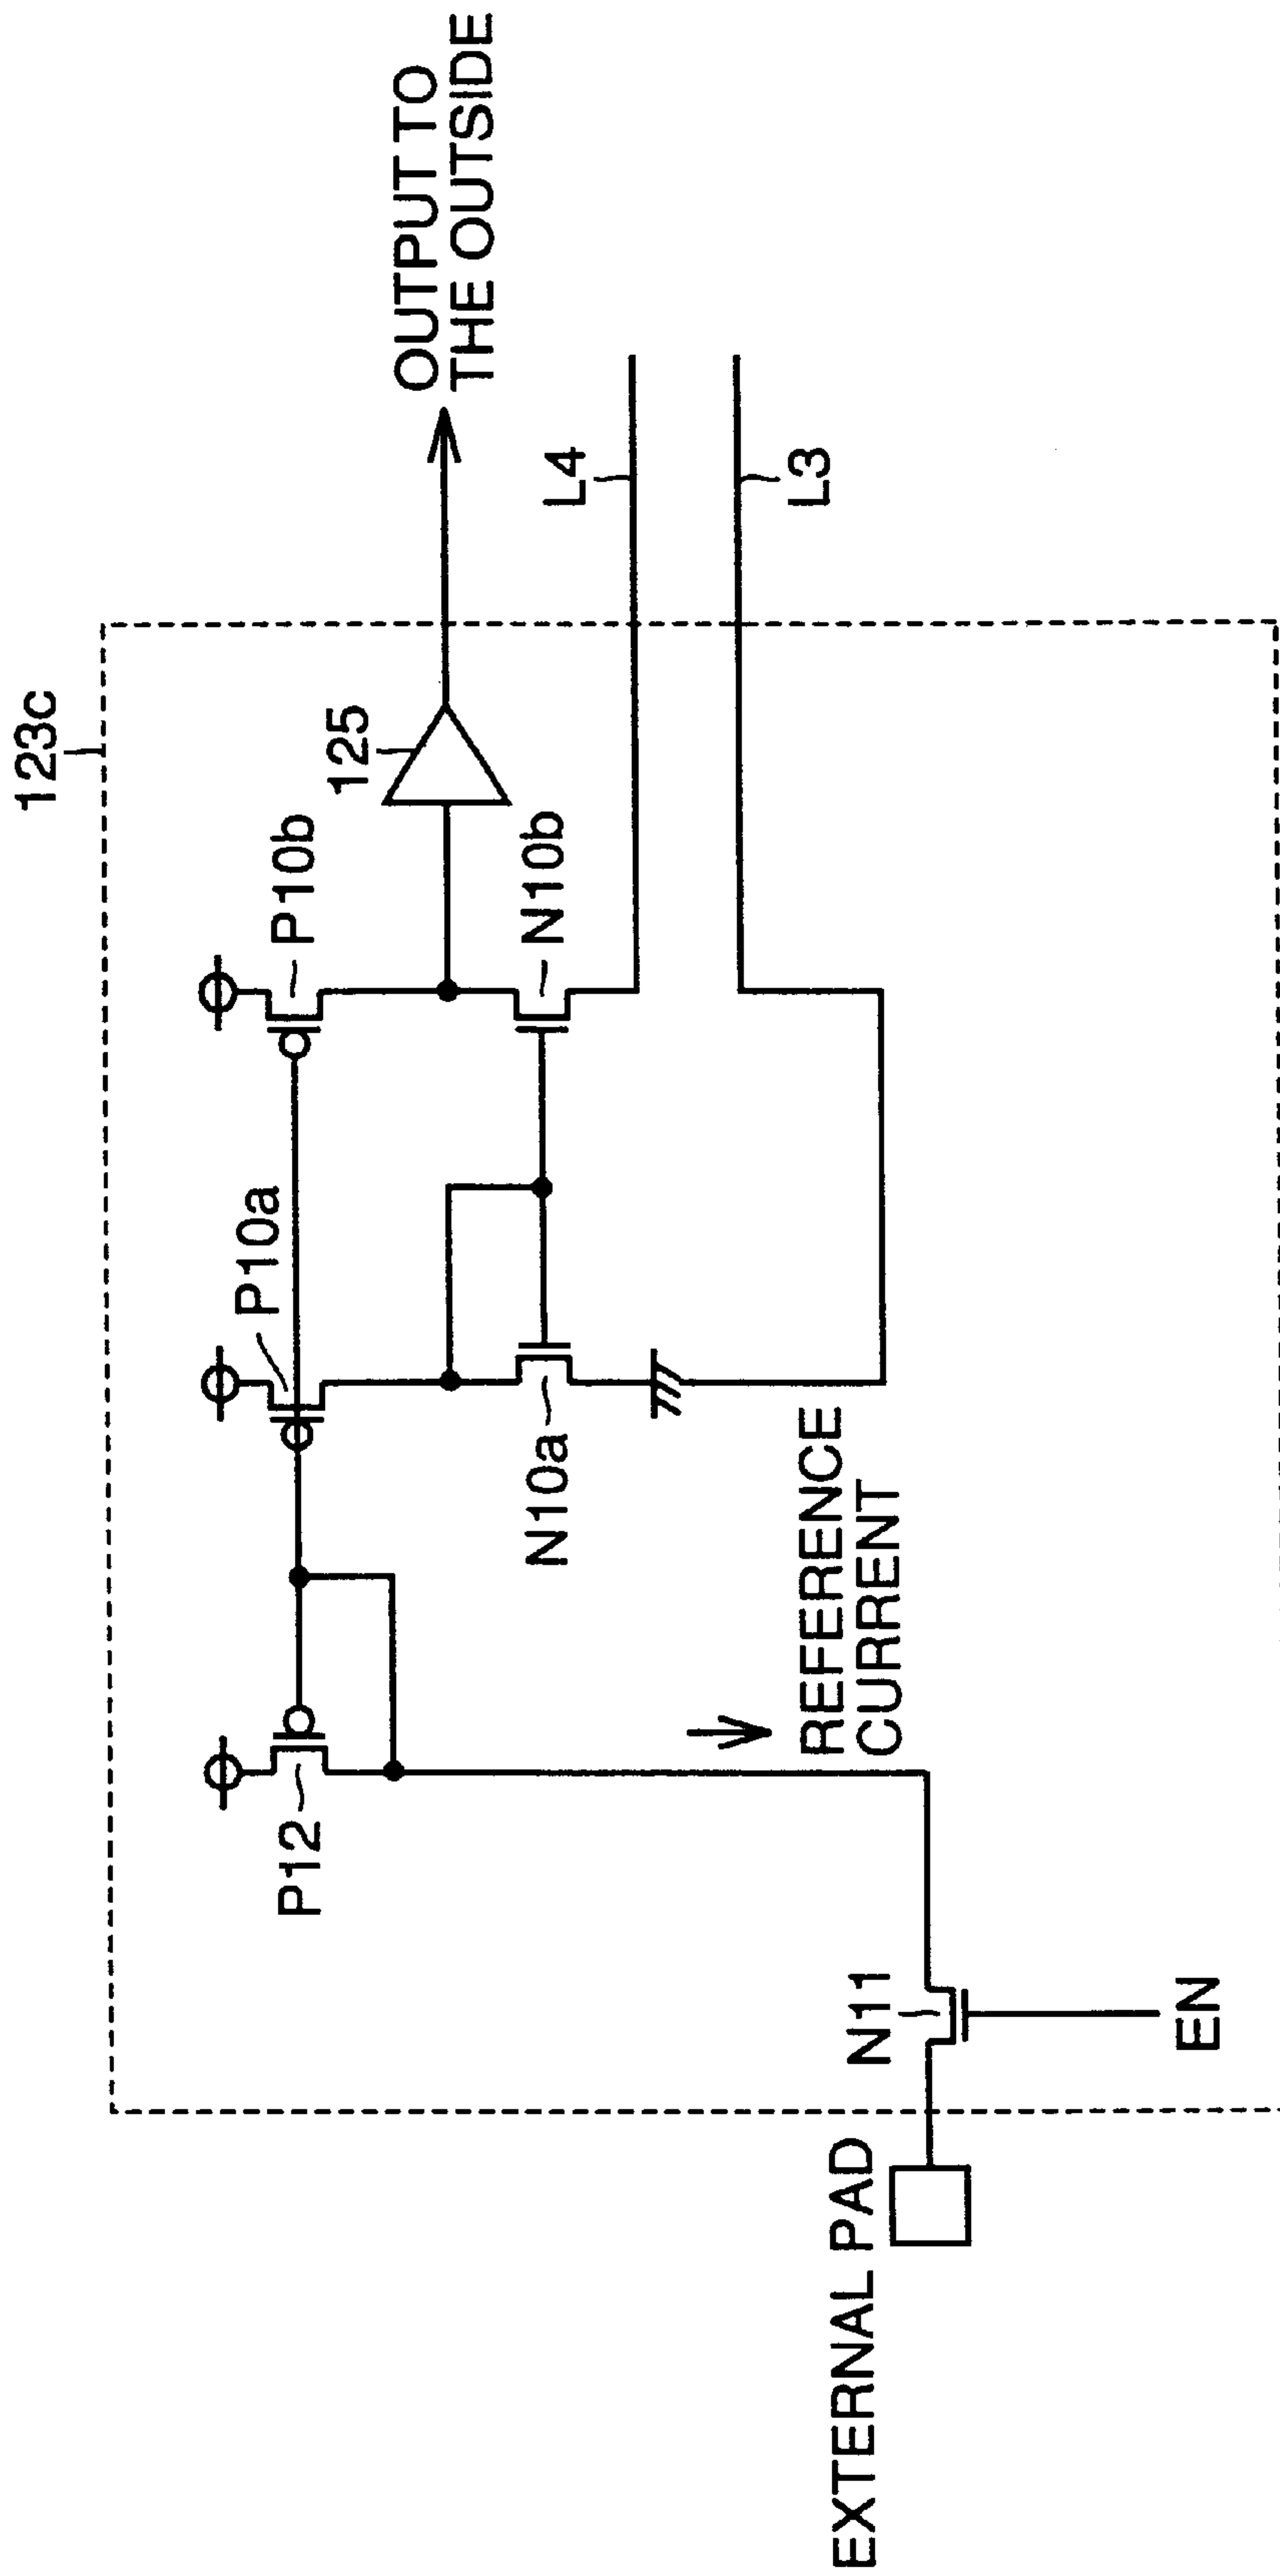 123c
OUTPUT TO
THE OUTSIDE
125
P10b
P10a
P12
N10b
N10a
L4
L3
REFERENCE
CURRENT
N11
EXTERNAL PAD
EN